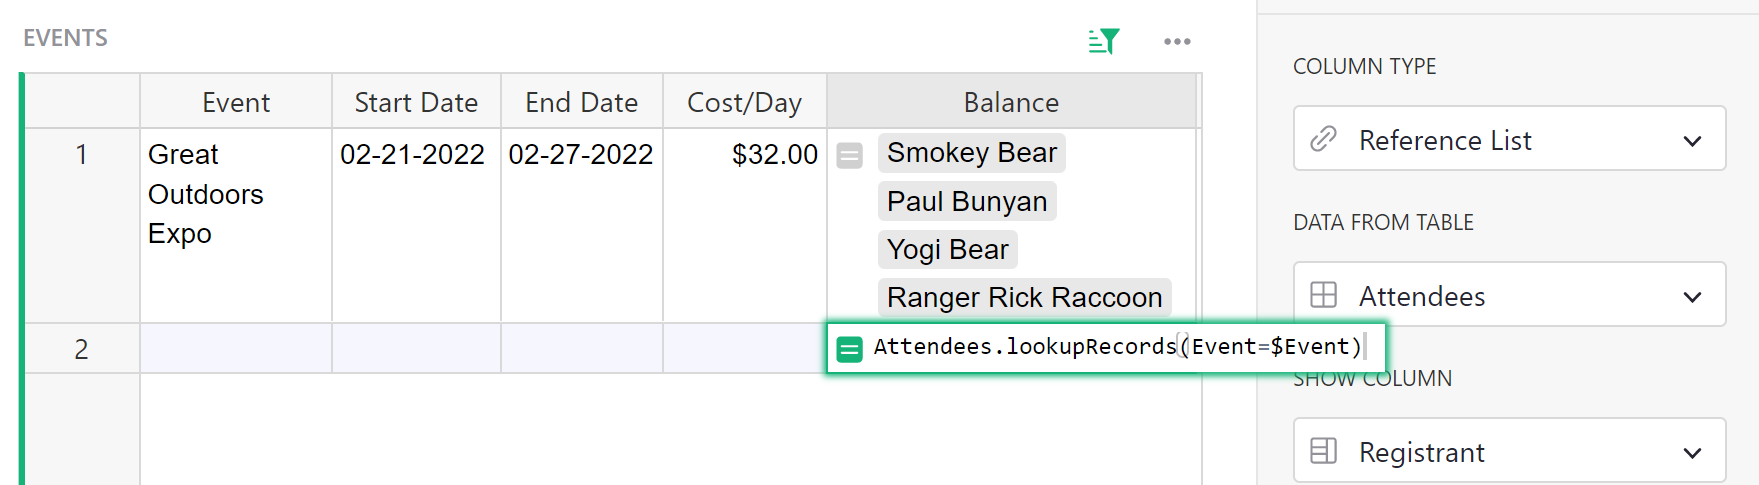 EVENTS
Event Start Date End Date Cost/Day Balance
1 Great Outdoors Expo 02-21-2022 02-27-2022 $32.00 Smokey Bear
Paul Bunyan
Yogi Bear
Ranger Rick Raccoon
2 Attendees.lookupRecords(Event=$Event)
COLUMN TYPE
Reference List
DATA FROM TABLE
Attendees
SHOW COLUMN
Registrant